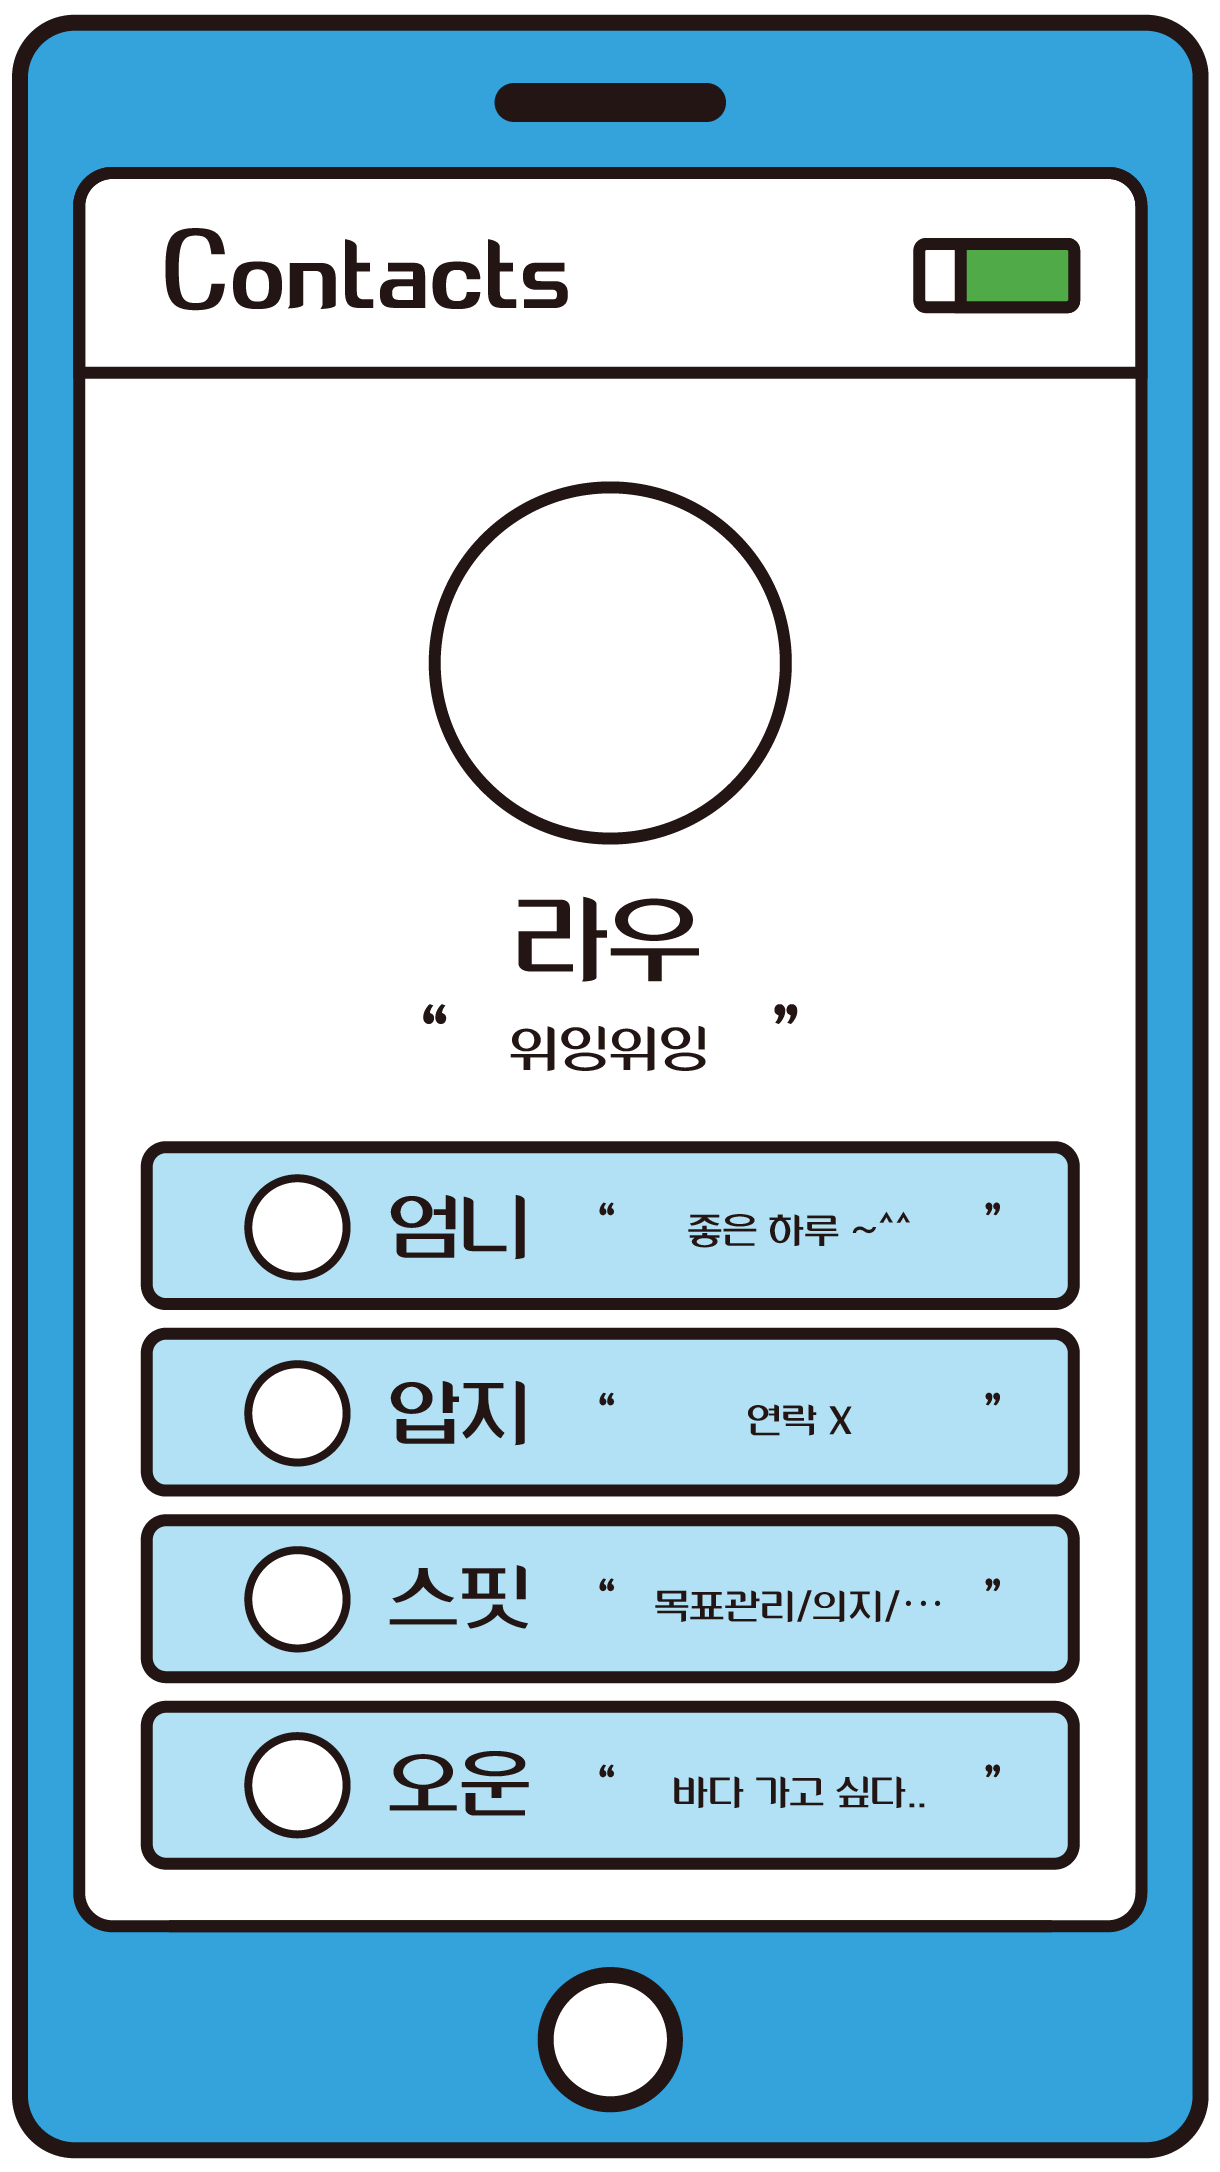 Contacts
라우
“ 위잉위잉 ”
엄니 “ 좋은 하루 ~^^ ”
압지 “ 연락 X ”
스핏 “ 목표관리/의지/… ”
오운 “ 바다 가고 싶다.. ”